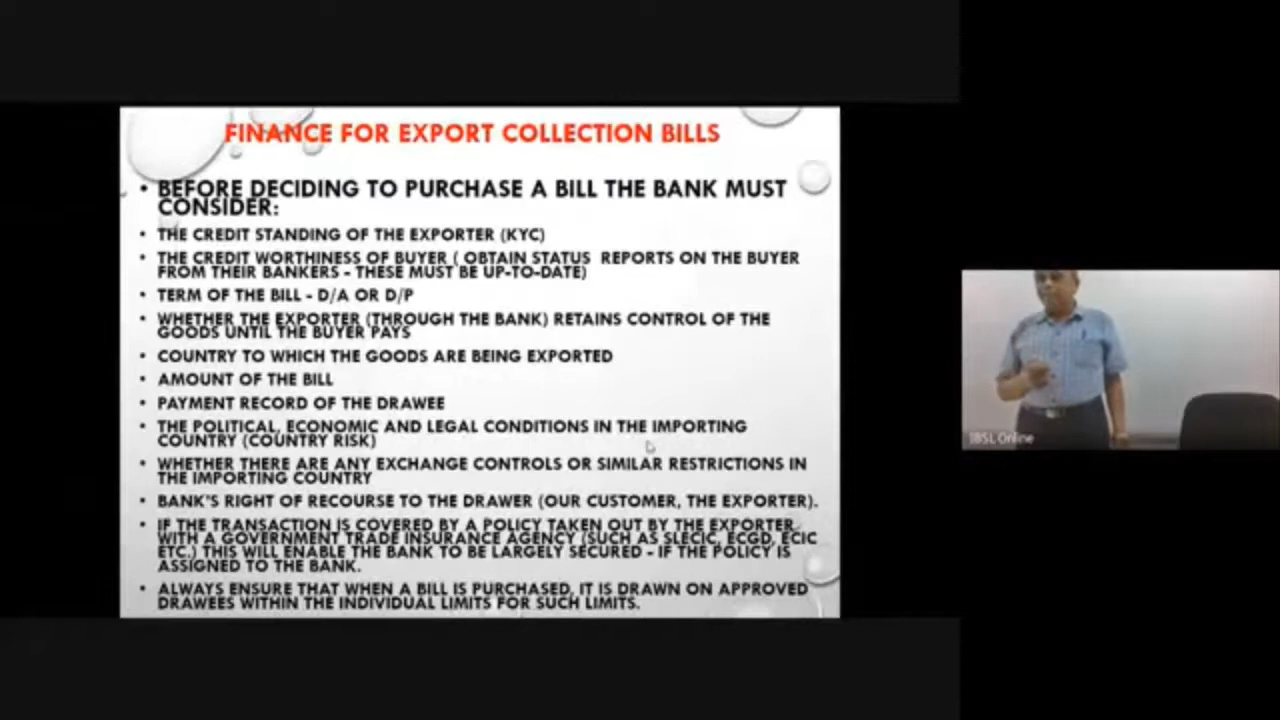 FINANCE FOR EXPORT COLLECTION BILLS
• BEFORE DECIDING TO PURCHASE A BILL THE BANK MUST
CONSIDER:
• THE CREDIT STANDING OF THE EXPORTER (KYC)
• THE CREDIT WORTHINESS OF BUYER ( OBTAIN STATUS REPORTS ON THE BUYER
FROM THEIR BANKERS - THESE MUST BE UP-TO-DATE)
• TERM OF THE BILL - D/A OR D/P
• WHETHER THE EXPORTER (THROUGH THE BANK) RETAINS CONTROL OF THE
GOODS UNTIL THE BUYER PAYS
• COUNTRY TO WHICH THE GOODS ARE BEING EXPORTED
• AMOUNT OF THE BILL
• PAYMENT RECORD OF THE DRAWEE
• THE POLITICAL, ECONOMIC AND LEGAL CONDITIONS IN THE IMPORTING
COUNTRY (COUNTRY RISK)
• WHETHER THERE ARE ANY EXCHANGE CONTROLS OR SIMILAR RESTRICTIONS IN
THE IMPORTING COUNTRY
• BANK'S RIGHT OF RECOURSE TO THE DRAWER (OUR CUSTOMER, THE EXPORTER).
• IF THE TRANSACTION IS COVERED BY A POLICY TAKEN OUT BY THE EXPORTER
WITH A GOVERNMENT TRADE INSURANCE AGENCY (SUCH AS SLECIC, ECGD, ECIC
ETC.) THIS WILL ENABLE THE BANK TO BE LARGELY SECURED - IF THE POLICY IS
ASSIGNED TO THE BANK.
• ALWAYS ENSURE THAT WHEN A BILL IS PURCHASED, IT IS DRAWN ON APPROVED
DRAWEES WITHIN THE INDIVIDUAL LIMITS FOR SUCH LIMITS.
IBSL Online